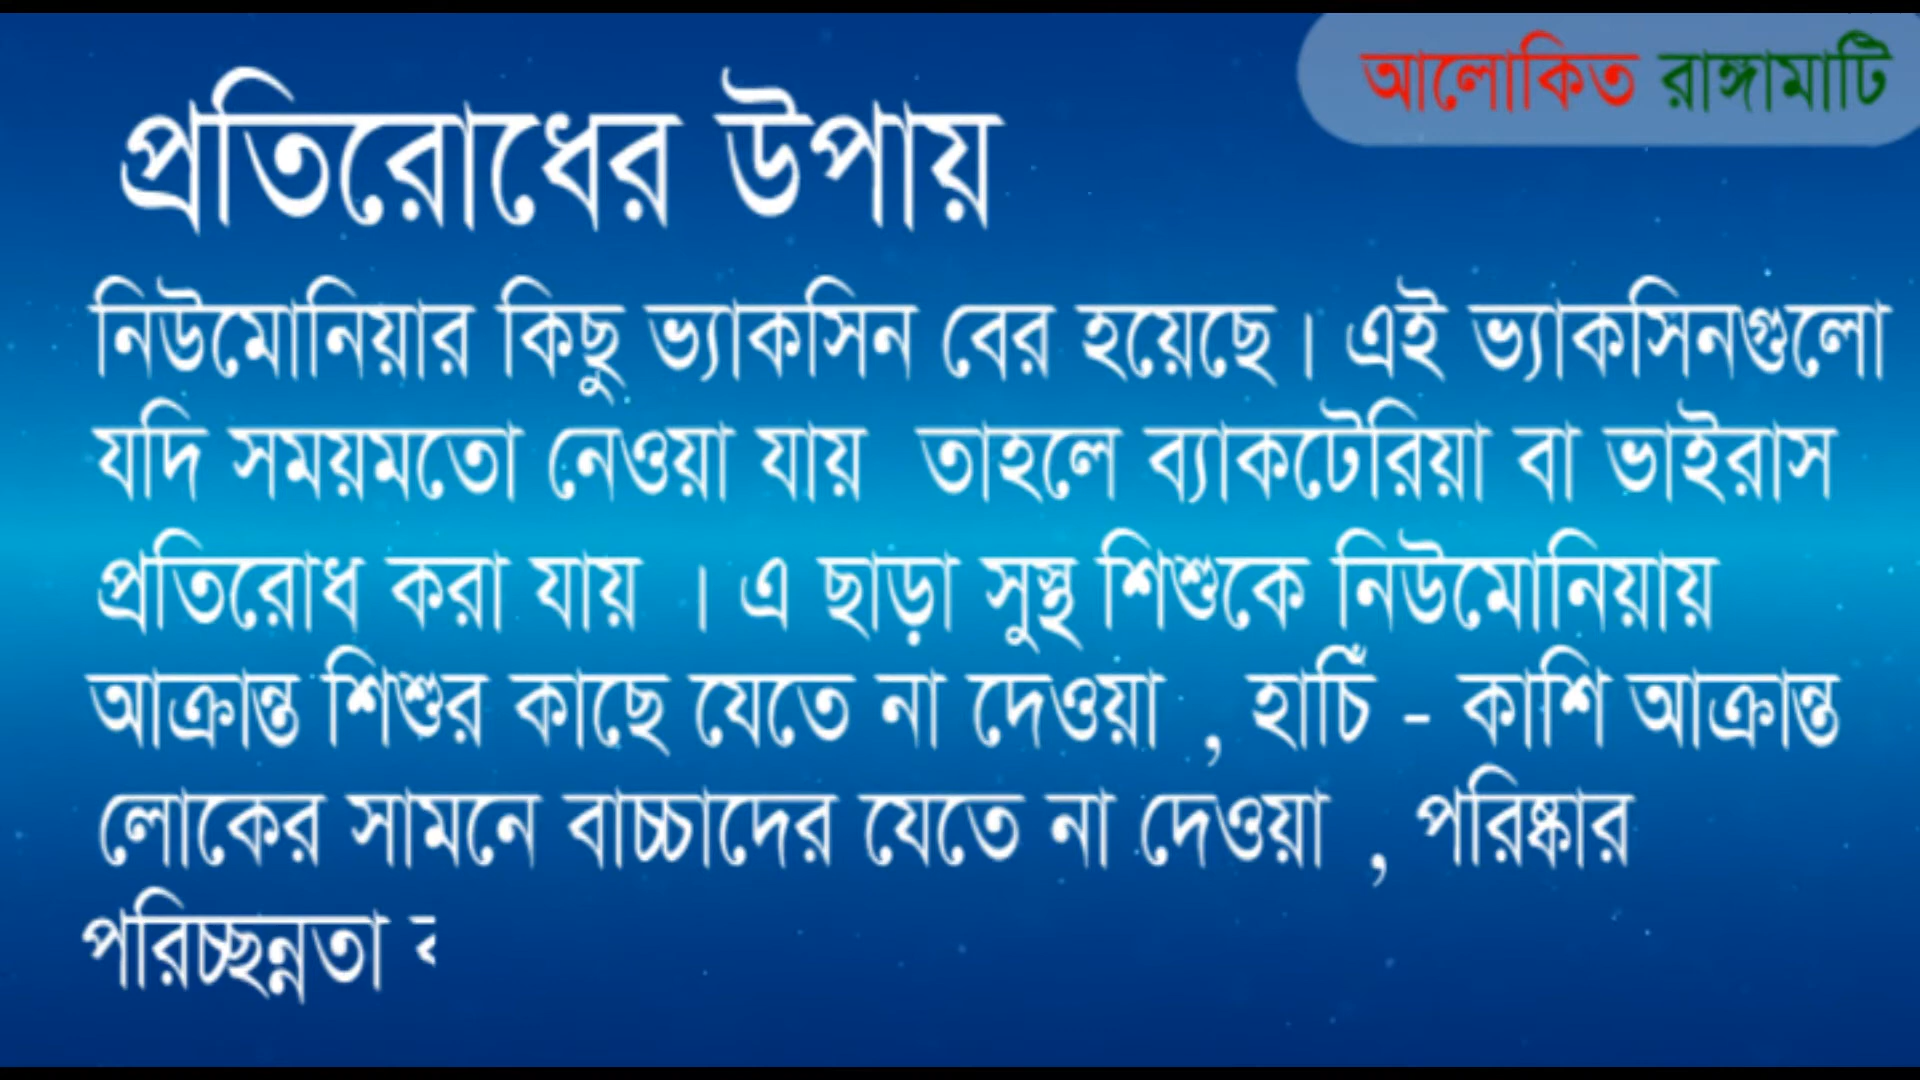 আলোকিত রাঙ্গামাটি
প্রতিরোধের উপায়
নিউমোনিয়ার কিছু ভ্যাকসিন বের হয়েছে। এই ভ্যাকসিনগুলো
যদি সময়মতো নেওয়া যায় তাহলে ব্যাকটেরিয়া বা ভাইরাস
প্রতিরোধ করা যায় । এ ছাড়া সুস্থ শিশুকে নিউমোনিয়ায়
আক্রান্ত শিশুর কাছে যেতে না দেওয়া , হাচিঁ - কাশি আক্রান্ত
লোকের সামনে বাচ্চাদের যেতে না দেওয়া , পরিষ্কার
পরিচ্ছন্নতা